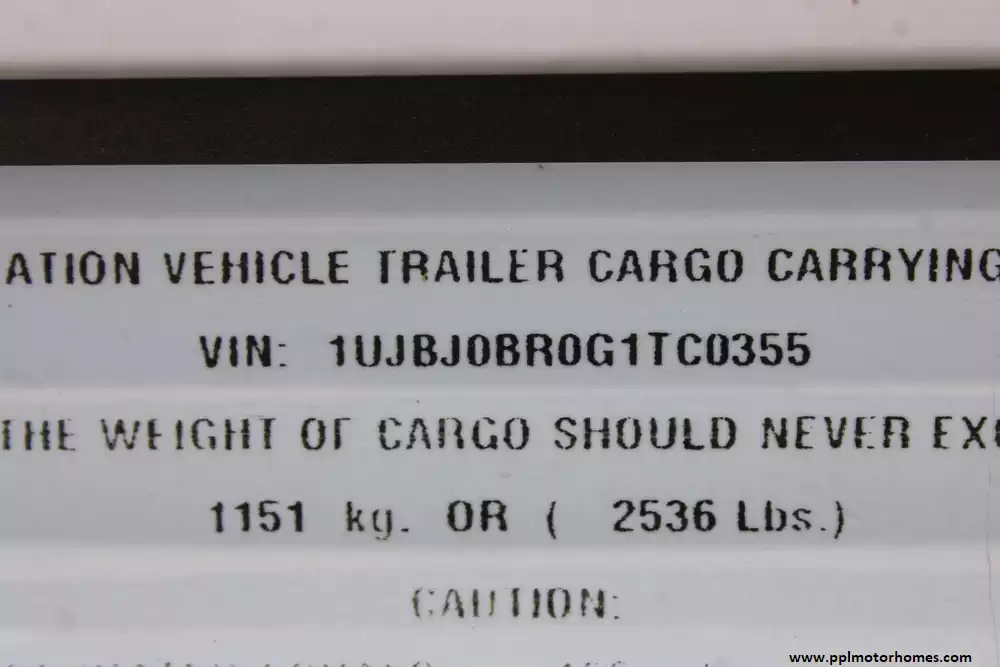 ATION VEHICLE TRAILER CARGO CARRYING
VIN: 1UJBJ0BR0G1TC0355
THE WEIGHT OF CARGO SHOULD NEVER EX
1151 kg. OR ( 2536 Lbs.)
CAUTION:
www.pplmotorhomes.com